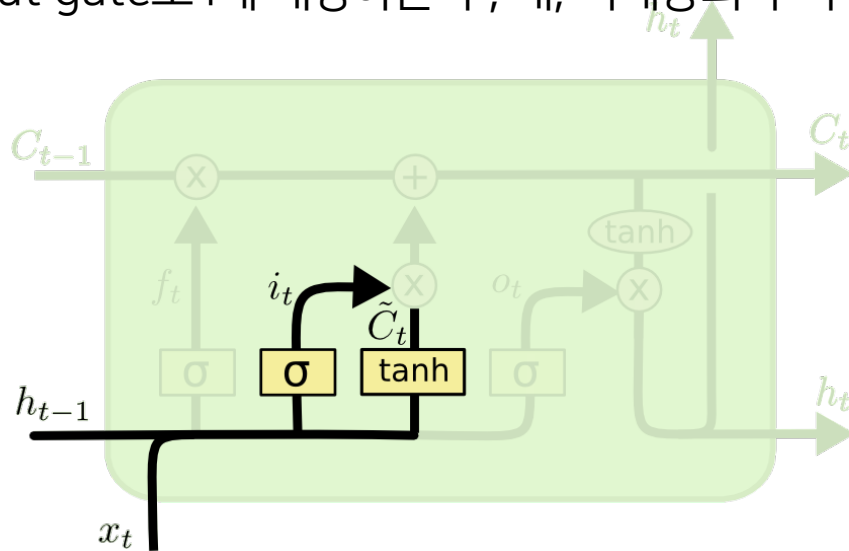 h_t
C_{t-1}
C_t
x
+
tanh
f_t
i_t
x
o_t
x
C̃_t
σ
σ
tanh
σ
h_{t-1}
h_t
x_t